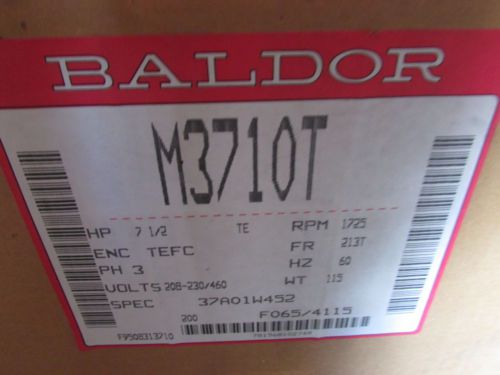 BALDOR
M3710T
HP 7 1/2 TE RPM 1725
ENC TEFC FR 213T
PH 3 HZ 60
VOLTS 208-230/460 WT 115
SPEC 37A01W452
200 F065/4115
F9508313710